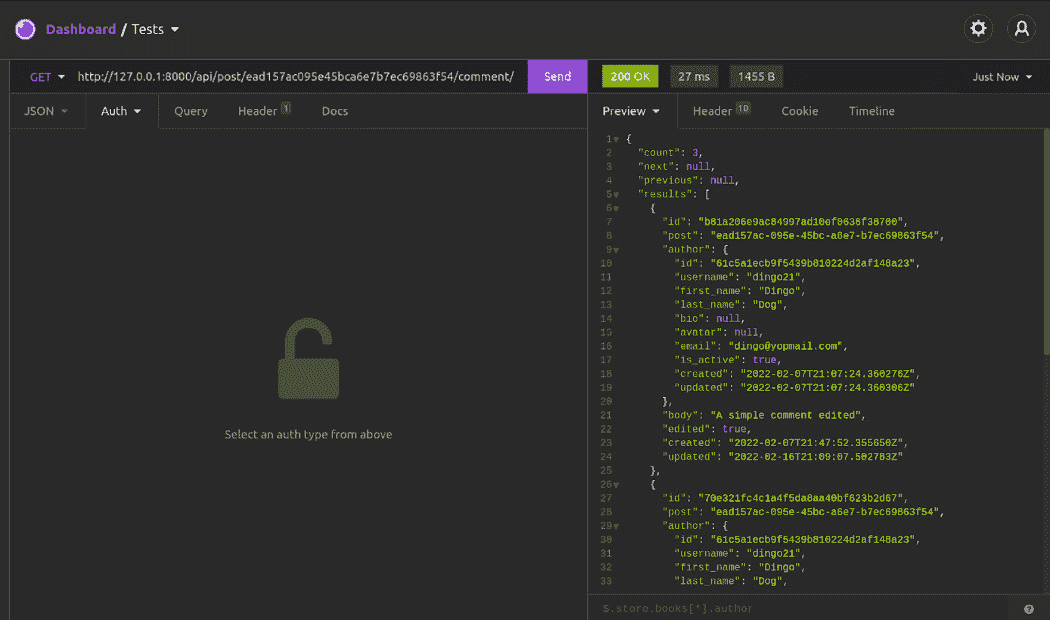 Dashboard / Tests
GET http://127.0.0.1:8000/api/post/ead157ac095e45bca6e7b7ec69863f54/comment/ Send 200 OK 27 ms 1455 B Just Now
JSON Auth Query Header 1 Docs Preview Header 10 Cookie Timeline
1 {
2 "count": 3,
3 "next": null,
4 "previous": null,
5 "results": [
6 {
7 "id": "b81a206e9ac84997ad10ef0638f38700",
8 "post": "ead157ac-095e-45bc-a6e7-b7ec69863f54",
9 "author": {
10 "id": "61c5a1ecb9f5439b810224d2af148a23",
11 "username": "dingo21",
12 "first_name": "Dingo",
13 "last_name": "Dog",
14 "bio": null,
15 "avatar": null,
16 "email": "dingo@yopmail.com",
17 "is_active": true,
18 "created": "2022-02-07T21:07:24.360276Z",
19 "updated": "2022-02-07T21:07:24.360306Z"
20 },
21 "body": "A simple comment edited",
22 "edited": true,
23 "created": "2022-02-07T21:47:52.355650Z",
24 "updated": "2022-02-16T21:09:07.502783Z"
25 },
26 {
27 "id": "70e321fc4c1a4f5da8aa40bf623b2d67",
28 "post": "ead157ac-095e-45bc-a6e7-b7ec69863f54",
29 "author": {
30 "id": "61c5a1ecb9f5439b810224d2af148a23",
31 "username": "dingo21",
32 "first_name": "Dingo",
33 "last_name": "Dog",
Select an auth type from above
$.store.books[*].author